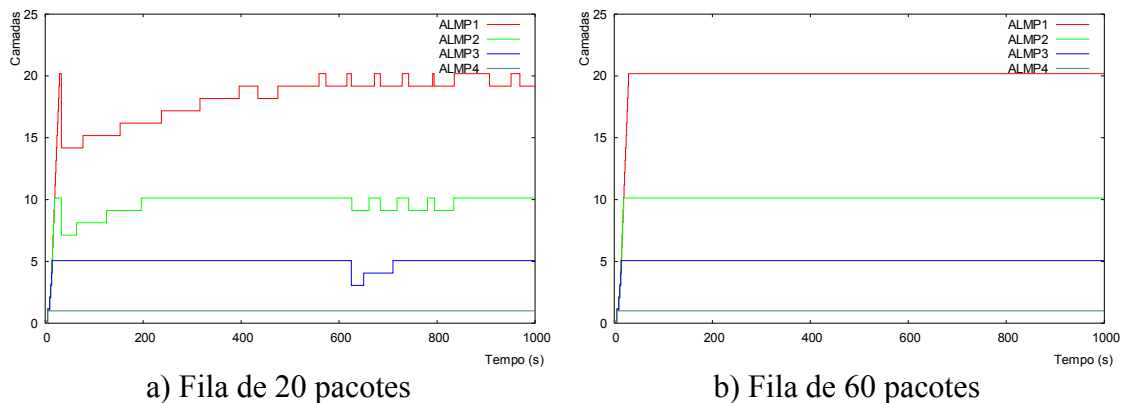 25
Camadas
20
15
10
5
0
0
200
400
600
800
1000
Tempo (s)
ALMP1
ALMP2
ALMP3
ALMP4
a) Fila de 20 pacotes
25
Camadas
20
15
10
5
0
0
200
400
600
800
1000
Tempo (s)
ALMP1
ALMP2
ALMP3
ALMP4
b) Fila de 60 pacotes